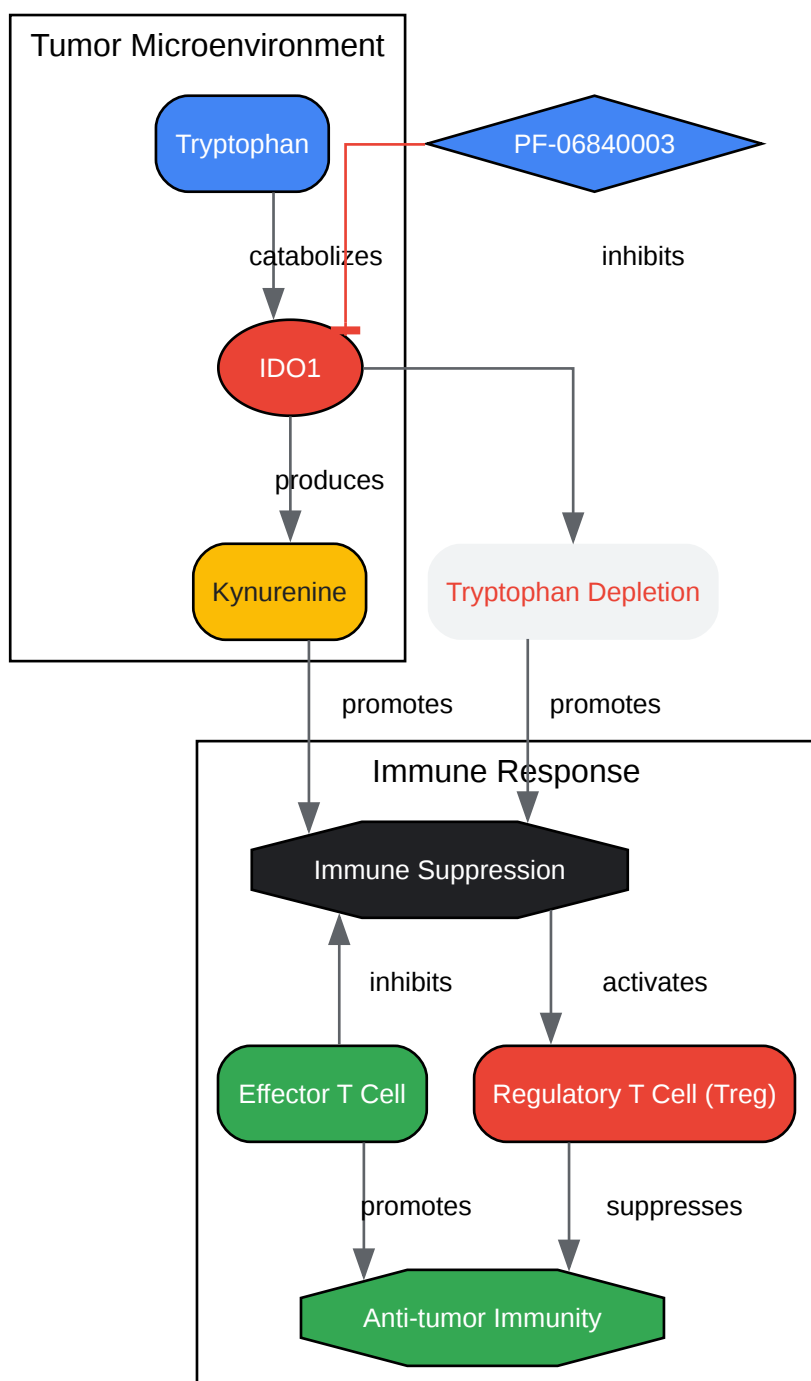 Tumor Microenvironment
Tryptophan
PF-06840003
catabolizes
inhibits
IDO1
produces
Kynurenine
Tryptophan Depletion
promotes
promotes
Immune Response
Immune Suppression
inhibits
activates
Effector T Cell
Regulatory T Cell (Treg)
promotes
suppresses
Anti-tumor Immunity